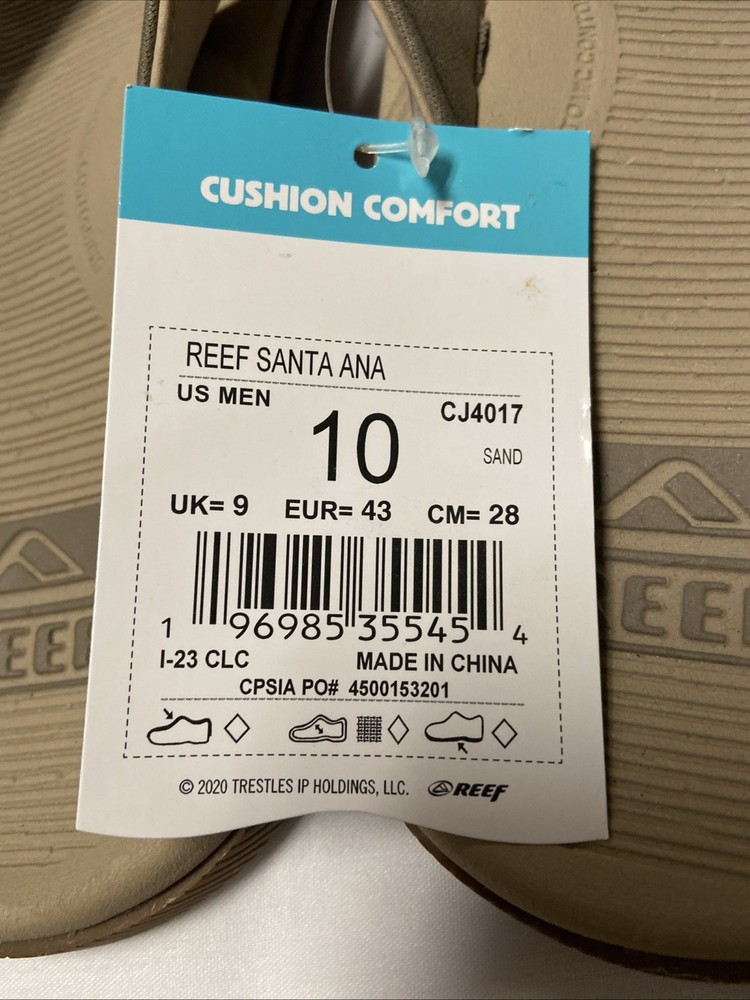 CUSHION COMFORT
REEF SANTA ANA
US MEN
10
CJ4017
SAND
UK= 9 EUR= 43 CM= 28
1 96985 35545 4
I-23 CLC MADE IN CHINA
CPSIA PO# 4500153201
© 2020 TRESTLES IP HOLDINGS, LLC. REEF
REEF